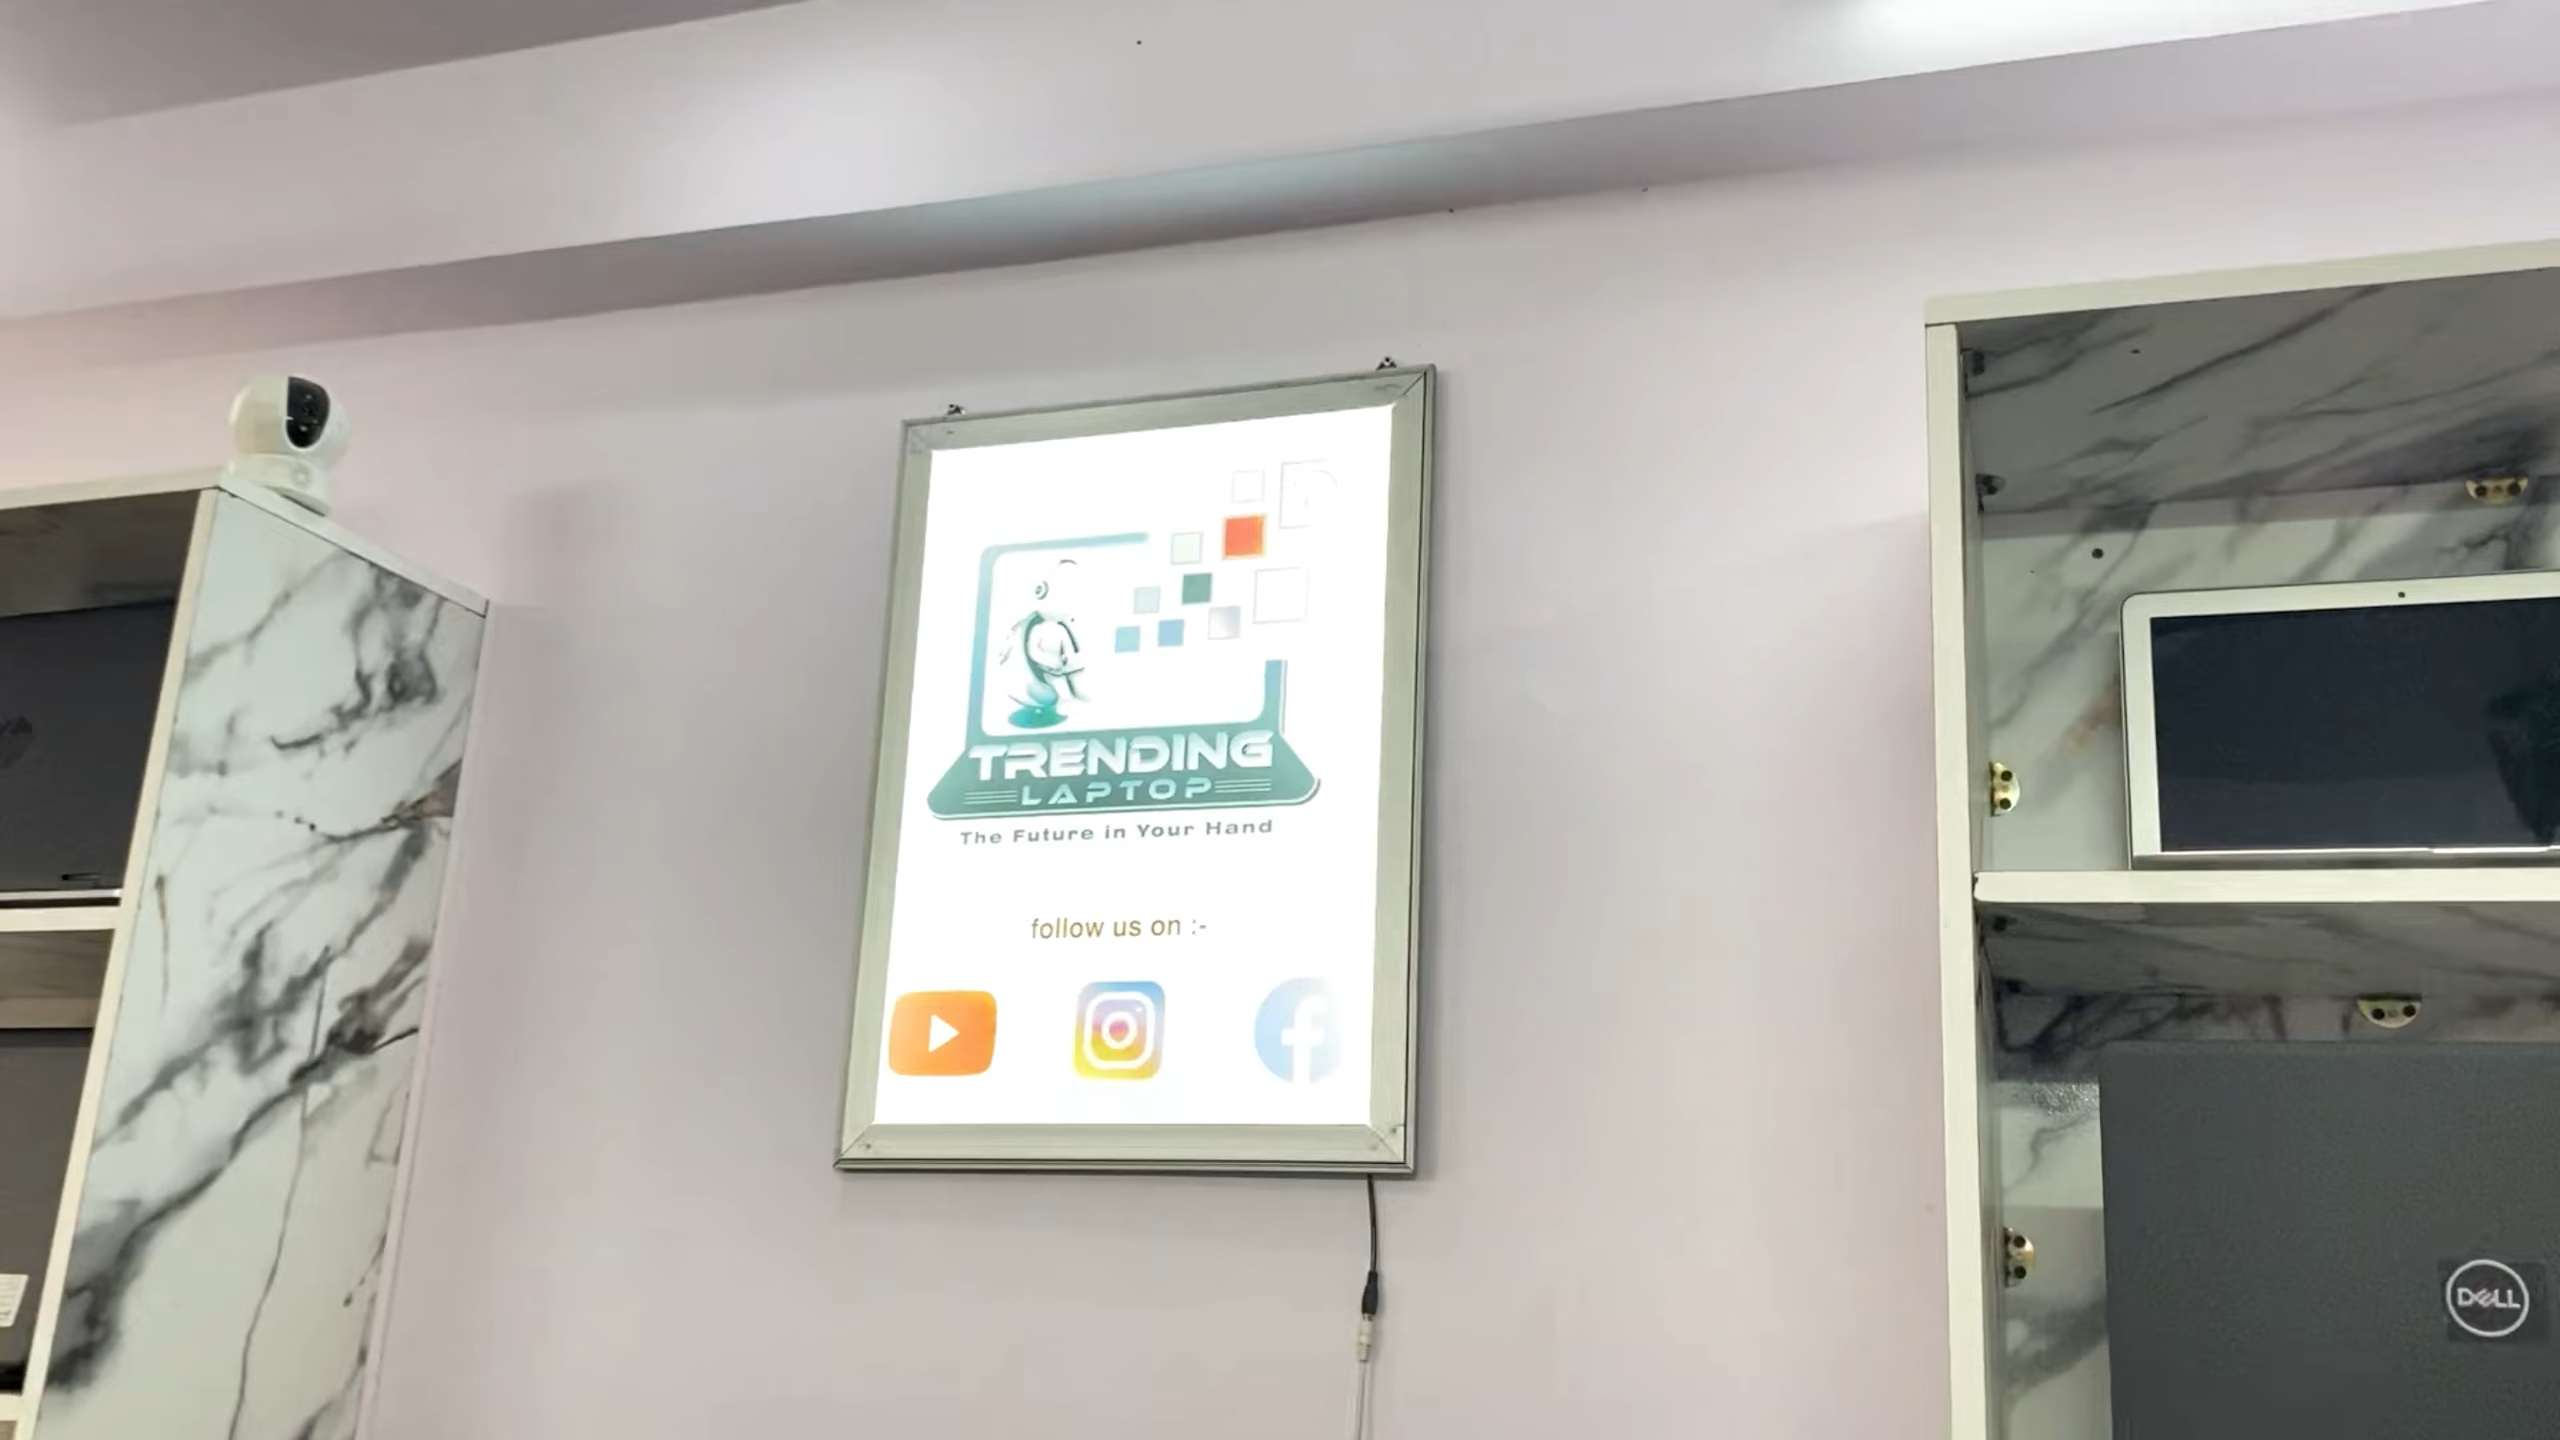 TRENDING
LAPTOP
The Future in Your Hand
follow us on :-
DELL